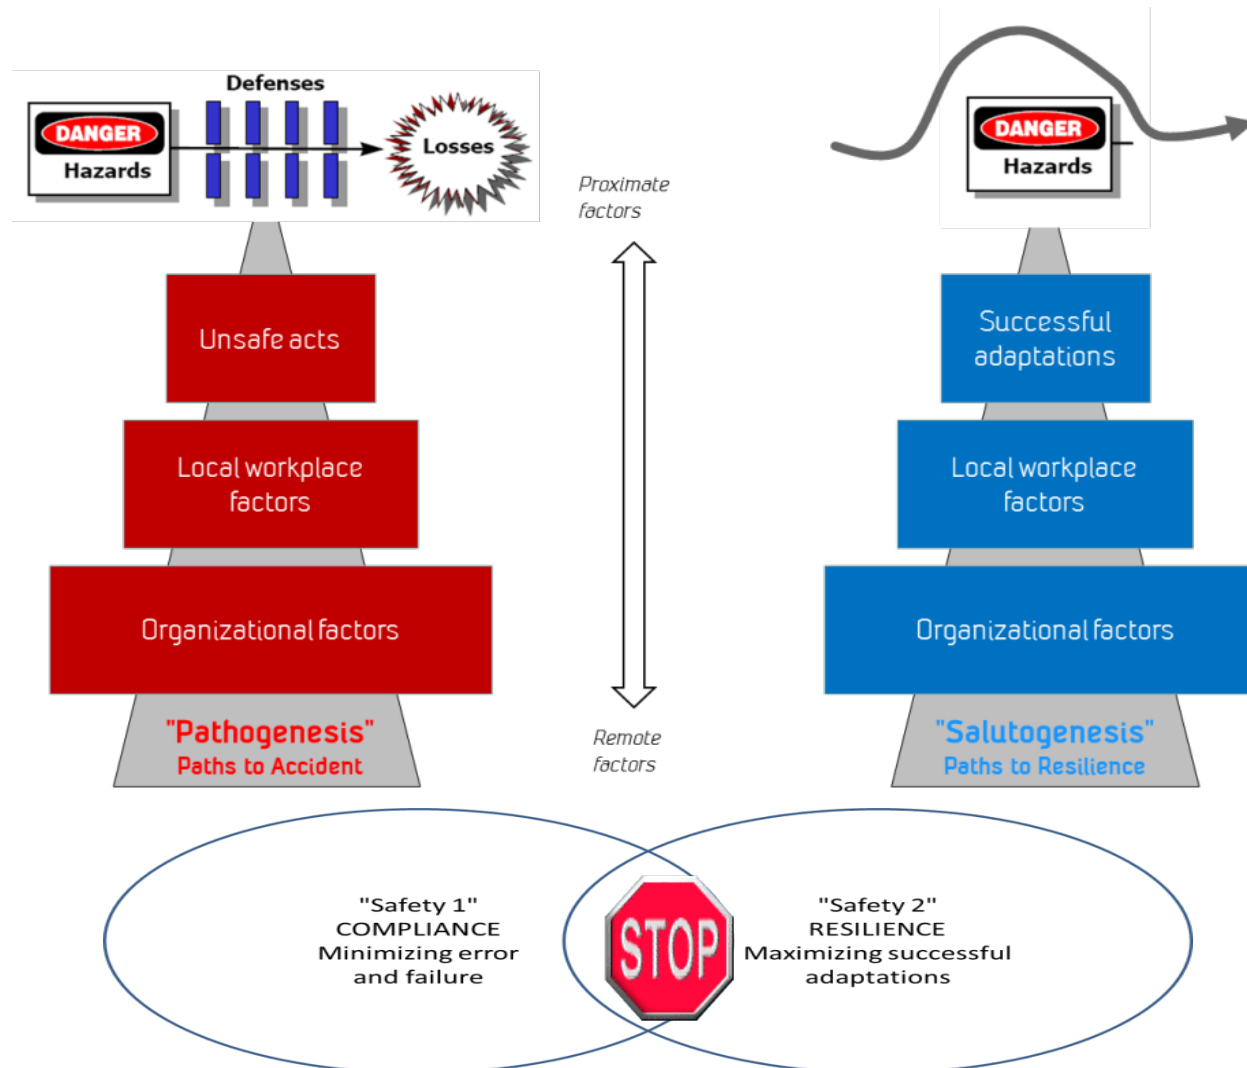 Defenses
DANGER
Hazards
Losses
Unsafe acts
Local workplace
factors
Organizational factors
"Pathogenesis"
Paths to Accident
Proximate
factors
Remote
factors
DANGER
Hazards
Successful
adaptations
Local workplace
factors
Organizational factors
"Salutogenesis"
Paths to Resilience
"Safety 1"
COMPLIANCE
Minimizing error
and failure
STOP
"Safety 2"
RESILIENCE
Maximizing successful
adaptations